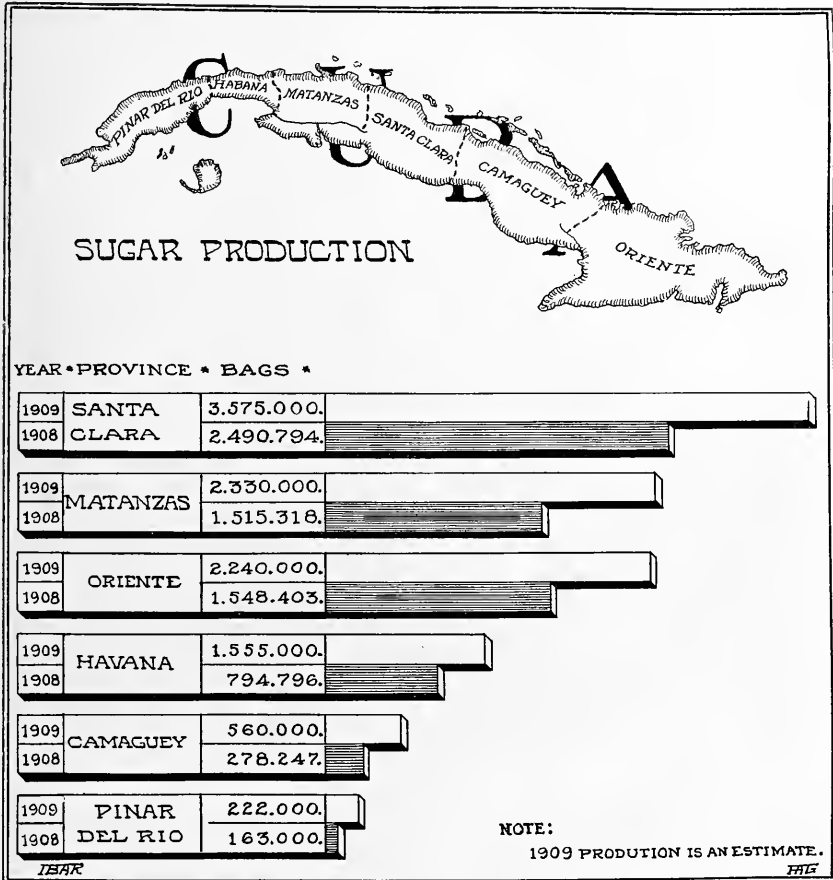 CUBA
PINAR DEL RIO
HABANA
MATANZAS
SANTA CLARA
CAMAGUEY
ORIENTE
SUGAR PRODUCTION
YEAR * PROVINCE * BAGS *
1909 SANTA 3.575.000.
1908 CLARA 2.490.794.
1909 MATANZAS 2.330.000.
1908 1.515.318.
1909 ORIENTE 2.240.000.
1908 1.548.403.
1909 HAVANA 1.555.000.
1908 794.796.
1909 CAMAGUEY 560.000.
1908 278.247.
1909 PINAR 222.000.
1908 DEL RIO 163.000.
NOTE:
1909 PRODUTION IS AN ESTIMATE.
IBAR